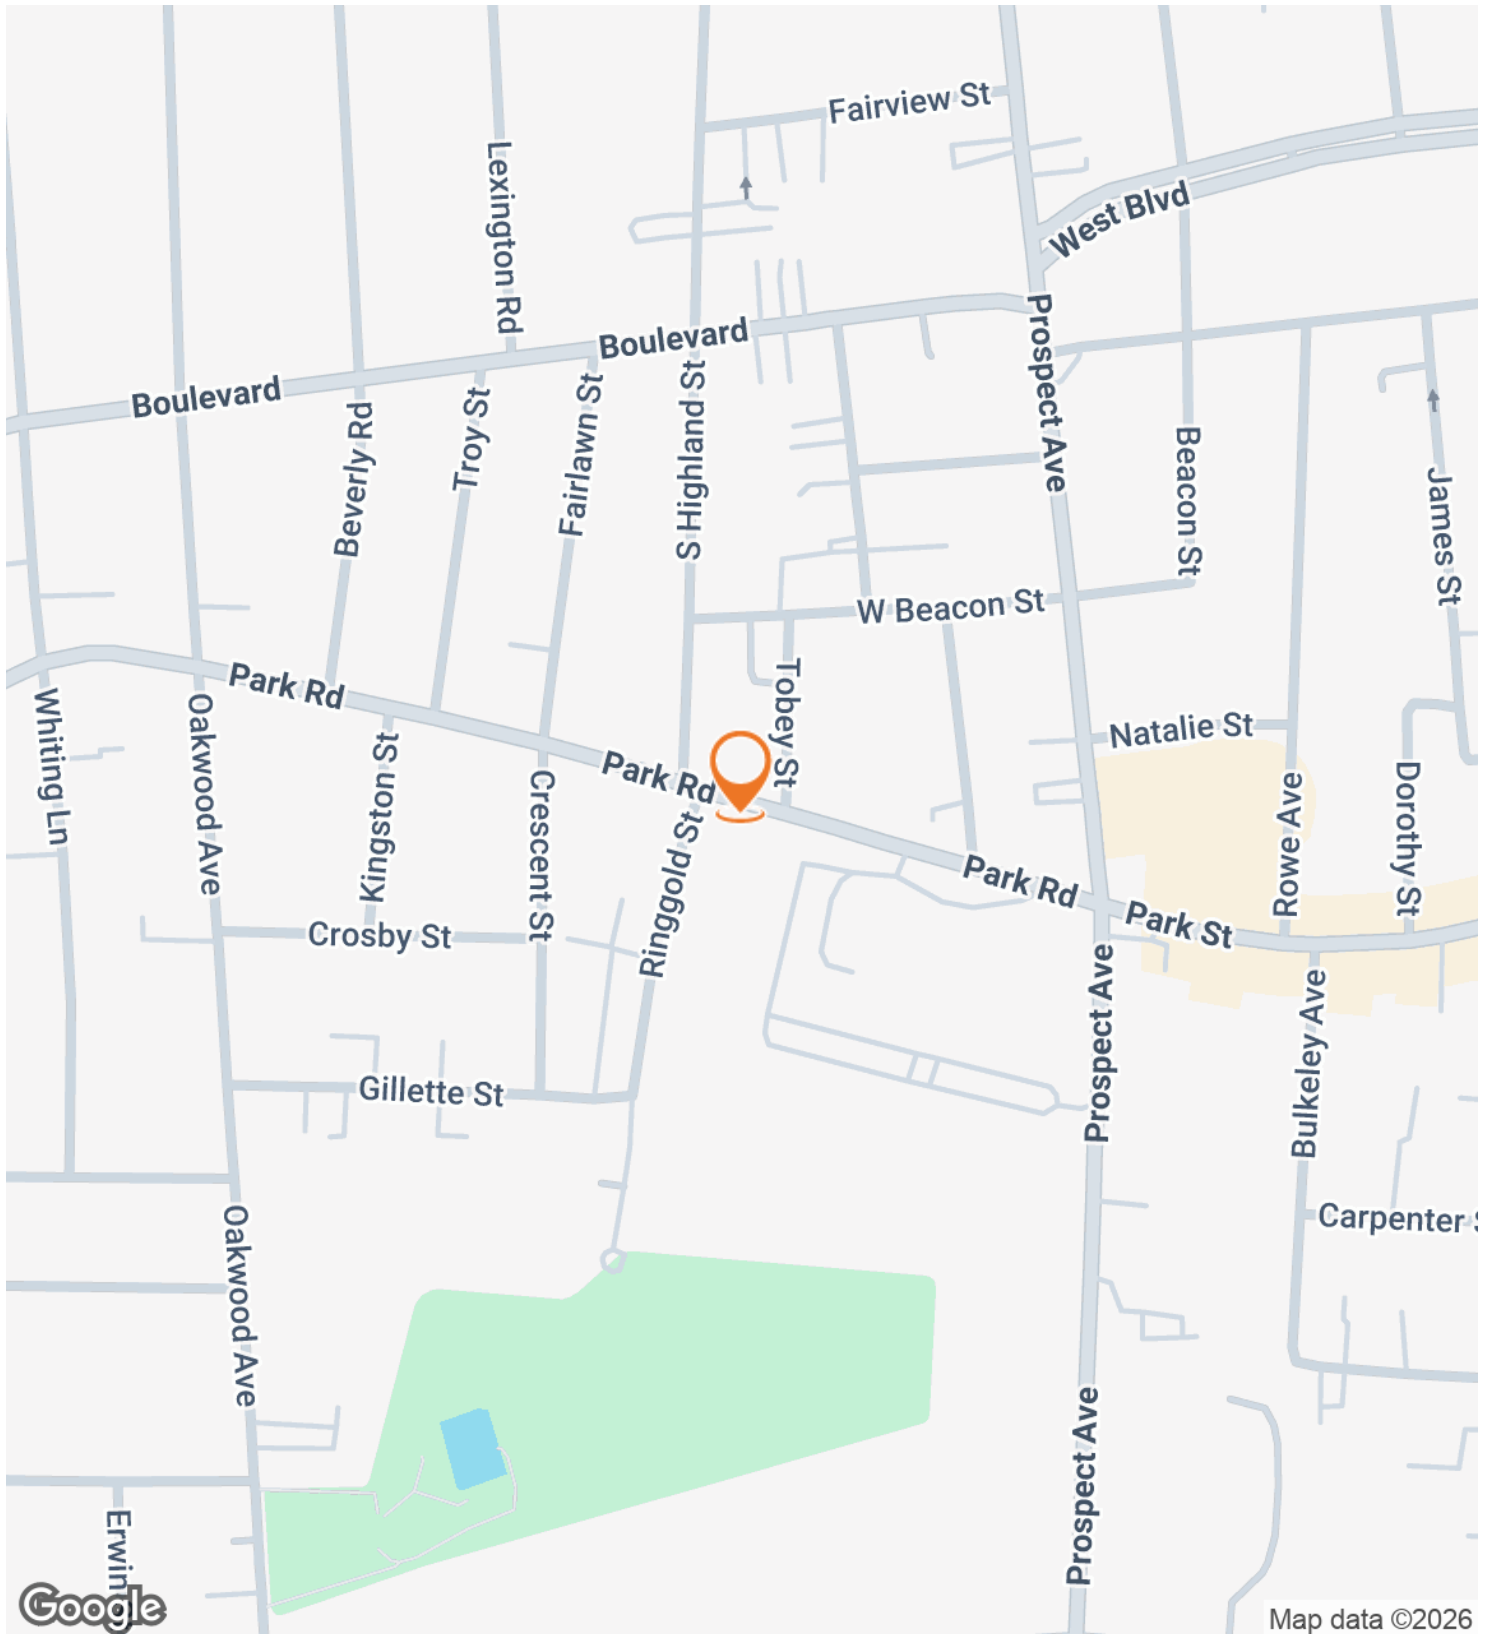 Fairview St
Lexington Rd
West Blvd
Boulevard
Boulevard
Prospect Ave
Beverly Rd
Troy St
Fairlawn St
S Highland St
Beacon St
James St
W Beacon St
Park Rd
Tobey St
Natalie St
Whiting Ln
Oakwood Ave
Kingston St
Crescent St
Park Rd
Ringgold St
Rowe Ave
Dorothy St
Park Rd
Park St
Crosby St
Prospect Ave
Bulkeley Ave
Gillette St
Carpenter S
Oakwood Ave
Prospect Ave
Erwin
Google
Map data ©2026